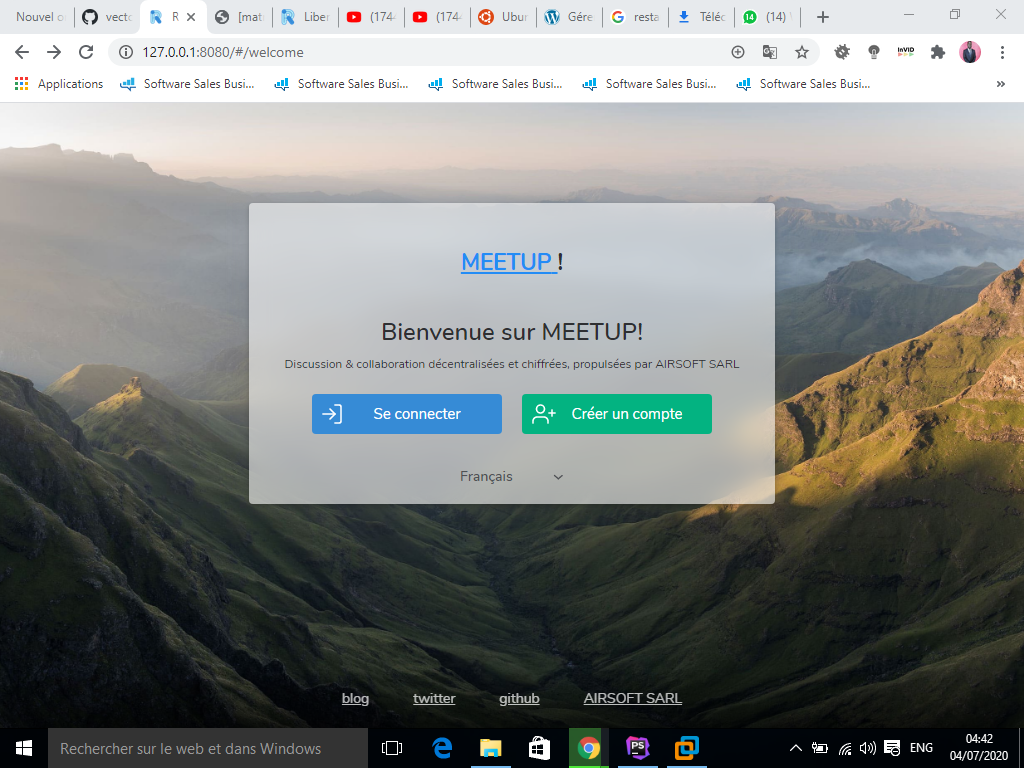 Nouvel o
vecto
R
[mat
Liber
(174
(174
Ubur
Gére
resta
Téléc
14
(14)
127.0.0.1:8080/#/welcome
InVID
Applications
Software Sales Busi...
Software Sales Busi...
Software Sales Busi...
Software Sales Busi...
Software Sales Busi...
»
MEETUP !
Bienvenue sur MEETUP!
Discussion & collaboration décentralisées et chiffrées, propulsées par AIRSOFT SARL
Se connecter
Créer un compte
Français
blog
twitter
github
AIRSOFT SARL
Rechercher sur le web et dans Windows
PS
ENG
04:42
04/07/2020